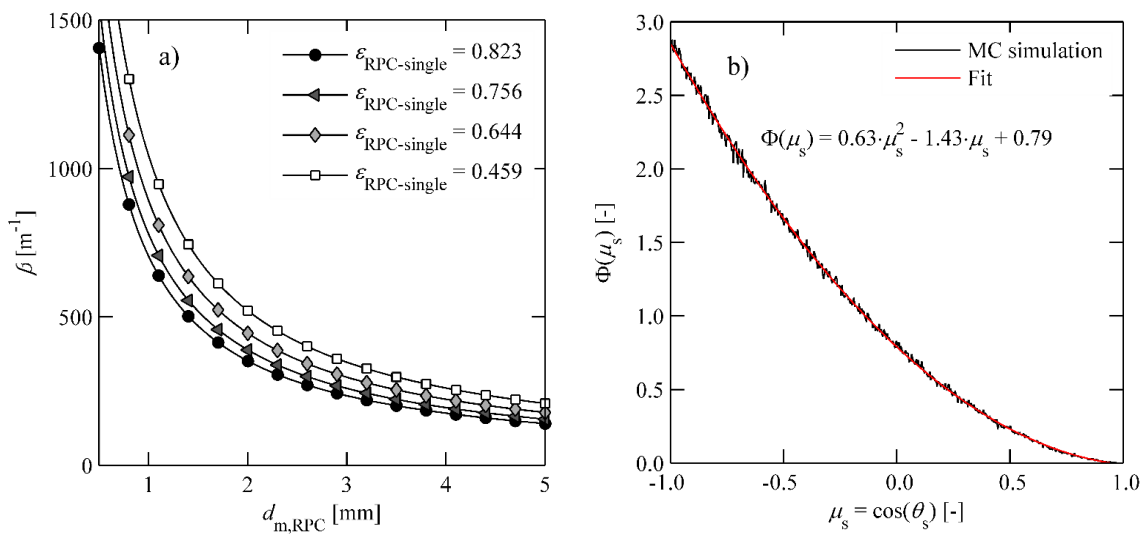 a)
ε_RPC-single = 0.823
ε_RPC-single = 0.756
ε_RPC-single = 0.644
ε_RPC-single = 0.459
1500
1000
500
0
β [m⁻¹]
1 2 3 4 5
d_m,RPC [mm]
b)
MC simulation
Fit
Φ(μ_s) = 0.63·μ_s² - 1.43·μ_s + 0.79
3.0
2.5
2.0
1.5
1.0
0.5
0.0
Φ(μ_s) [-]
-1.0 -0.5 0.0 0.5 1.0
μ_s = cos(θ_s) [-]